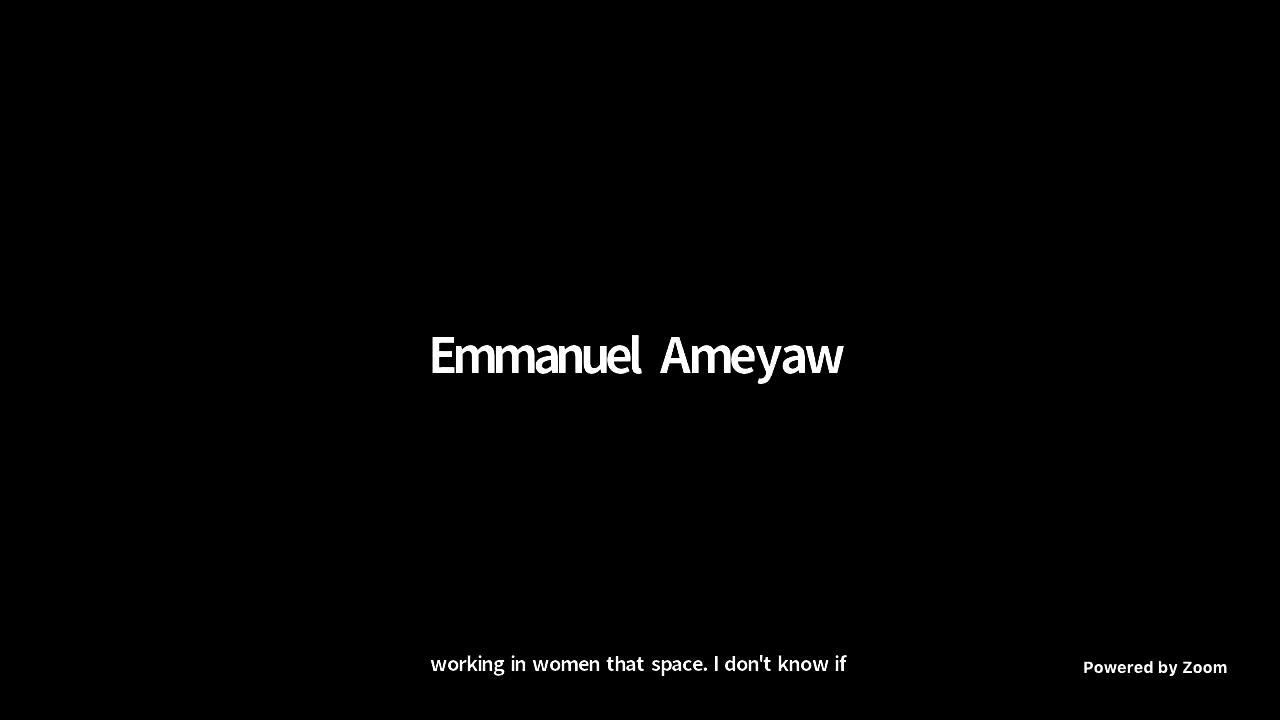 Emmanuel Ameyaw
working in women that space. I don't know if
Powered by Zoom